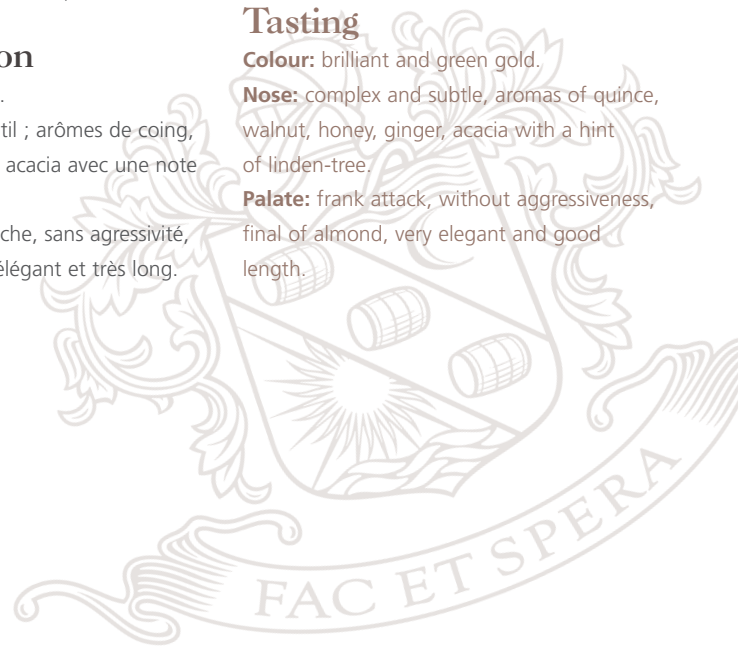 on
.
til ; arômes de coing,
acacia avec une note
che, sans agressivité,
élégant et très long.
Tasting
Colour: brilliant and green gold.
Nose: complex and subtle, aromas of quince,
walnut, honey, ginger, acacia with a hint
of linden-tree.
Palate: frank attack, without aggressiveness,
final of almond, very elegant and good
length.
FAC ET SPERA